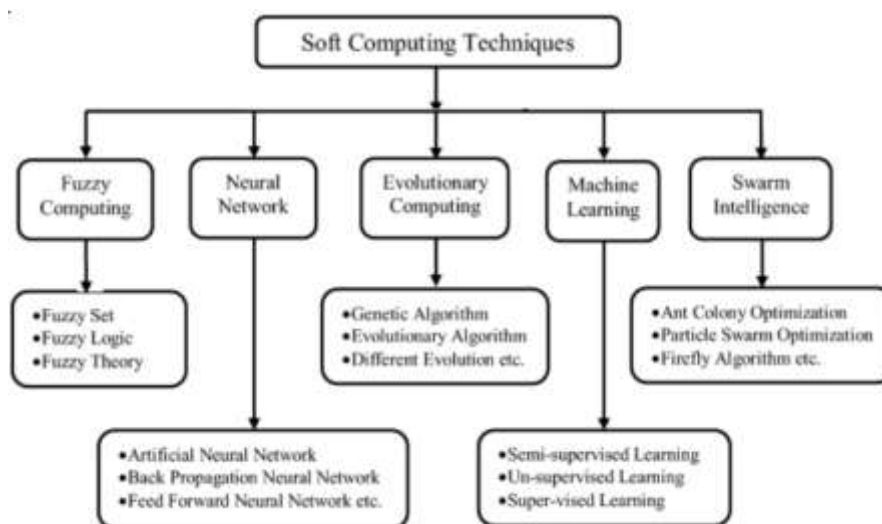 Soft Computing Techniques
Fuzzy
Computing
Neural
Network
Evolutionary
Computing
Machine
Learning
Swarm
Intelligence
•Fuzzy Set
•Fuzzy Logic
•Fuzzy Theory
•Genetic Algorithm
•Evolutionary Algorithm
•Different Evolution etc.
•Ant Colony Optimization
•Particle Swarm Optimization
•Firefly Algorithm etc.
•Artificial Neural Network
•Back Propagation Neural Network
•Feed Forward Neural Network etc.
•Semi-supervised Learning
•Un-supervised Learning
•Super-vised Learning